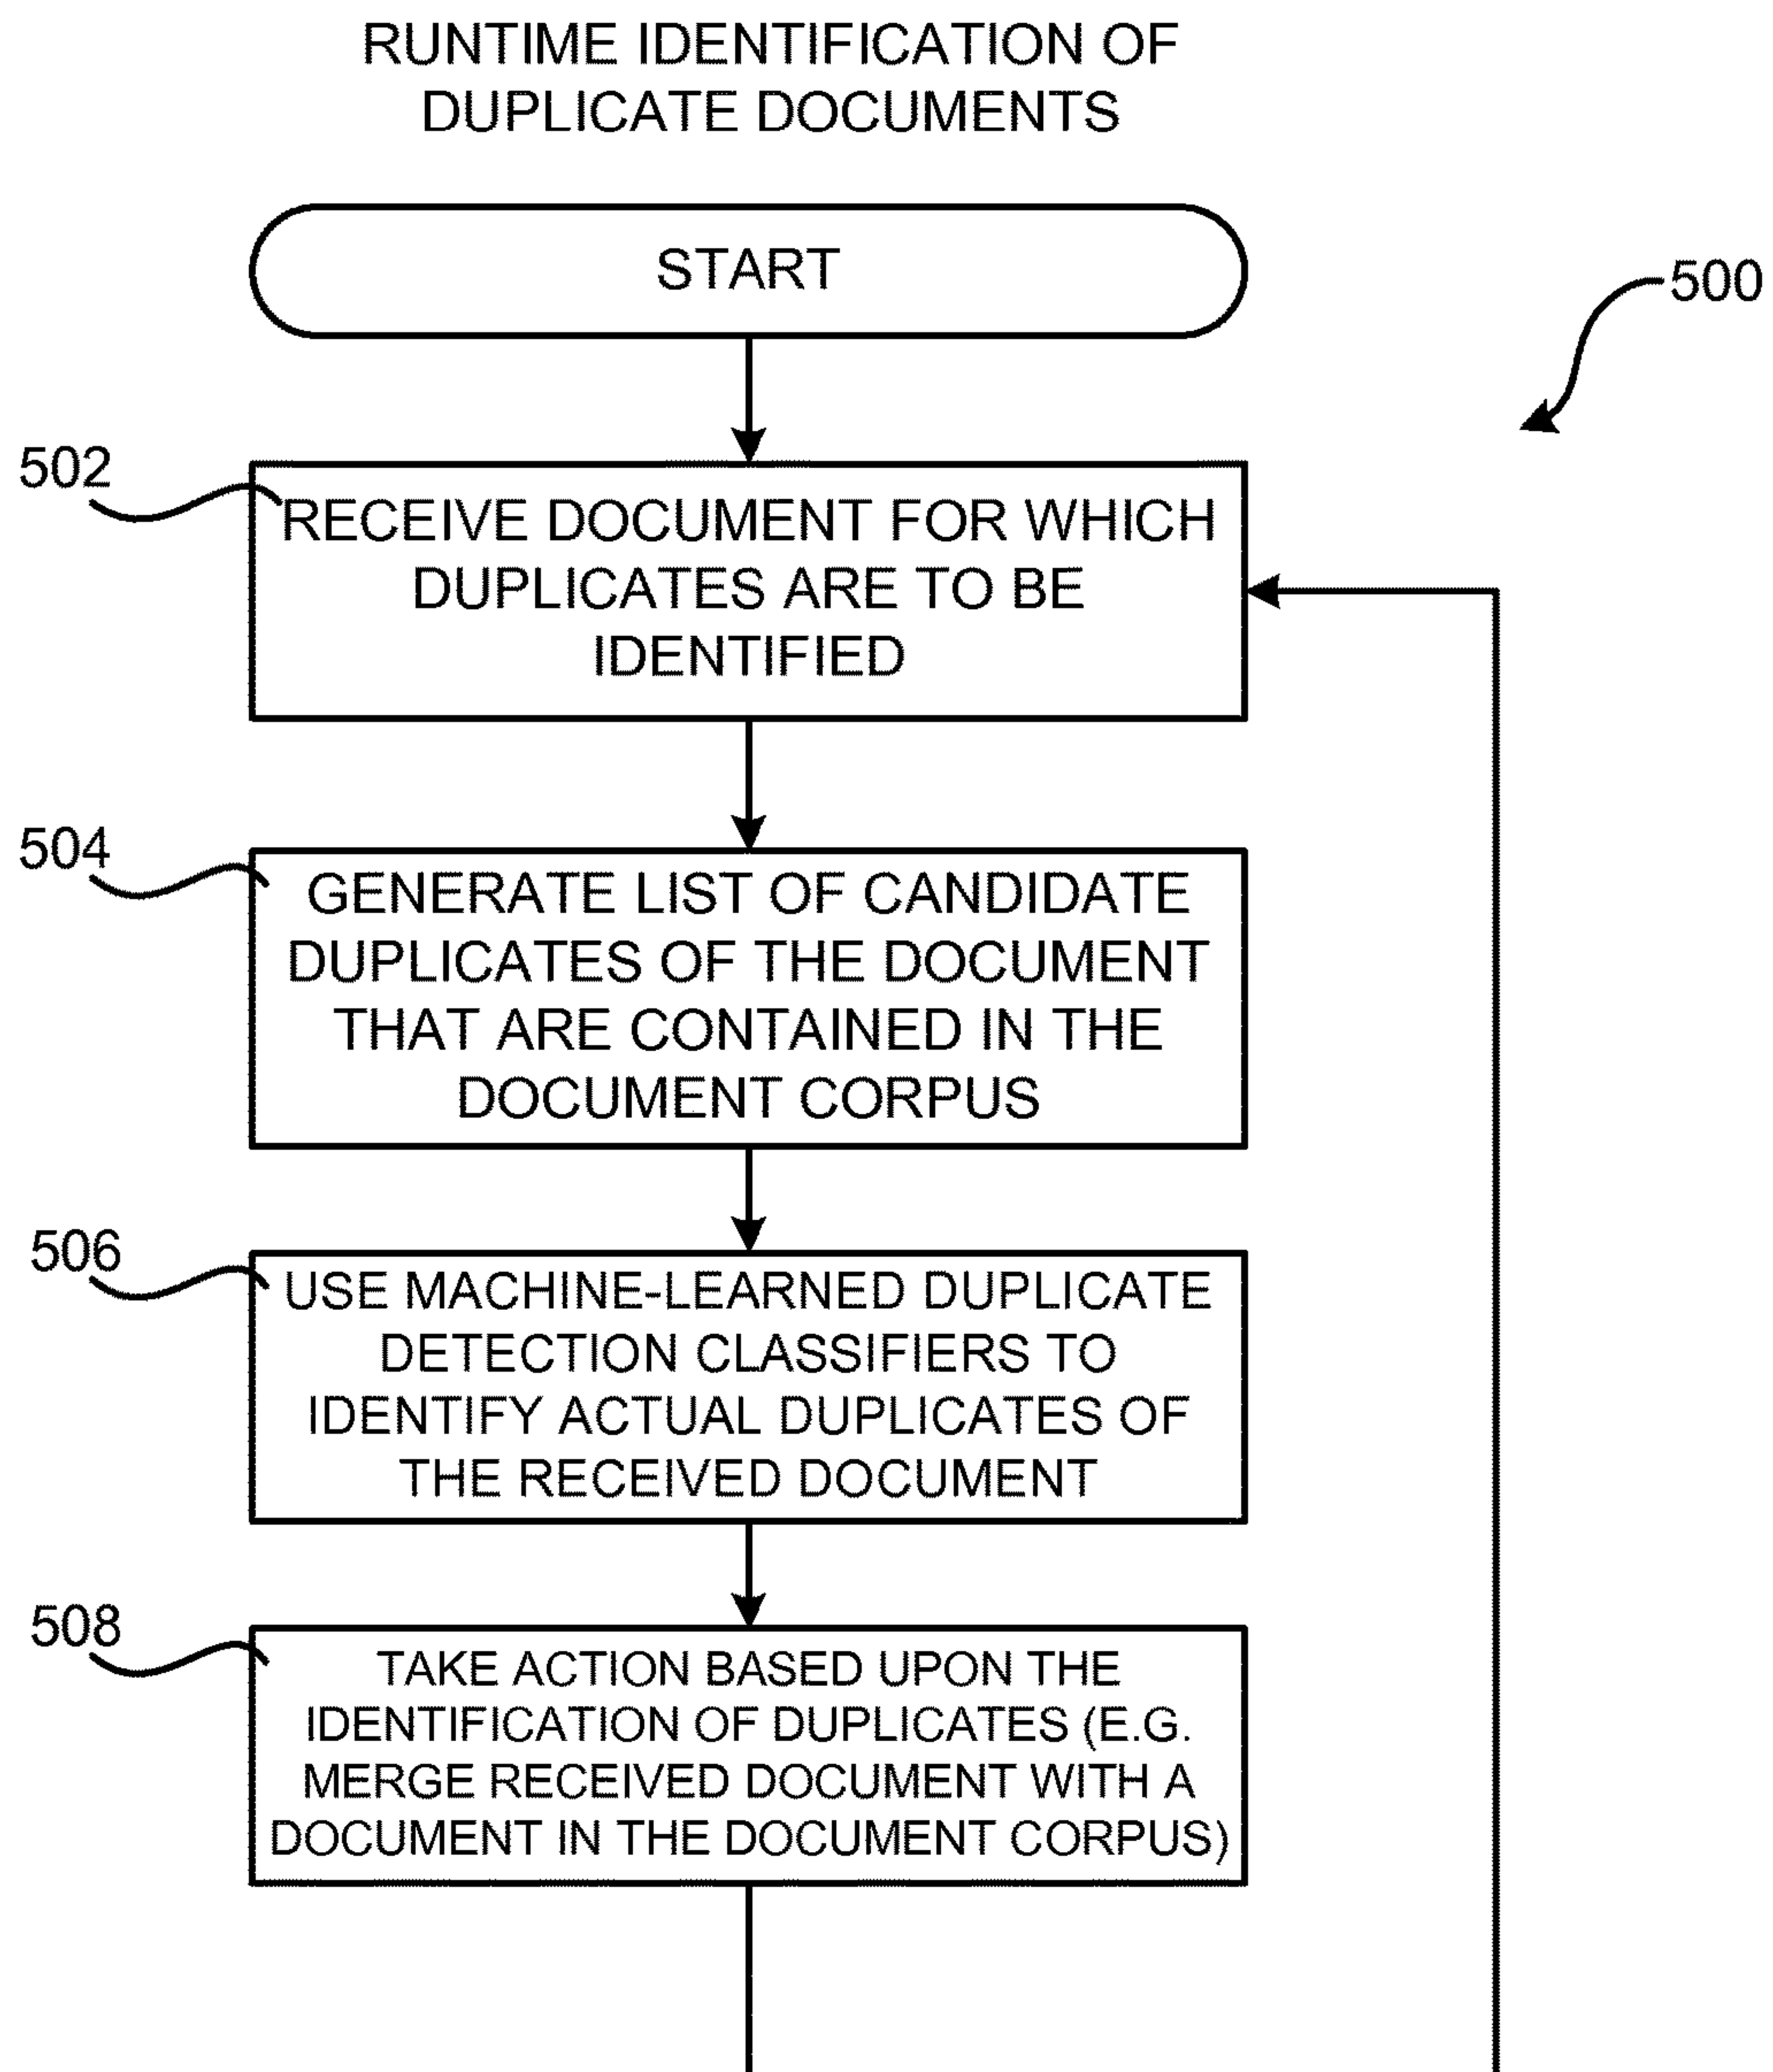 RUNTIME IDENTIFICATION OF
DUPLICATE DOCUMENTS
START
500
502
RECEIVE DOCUMENT FOR WHICH
DUPLICATES ARE TO BE
IDENTIFIED
504
GENERATE LIST OF CANDIDATE
DUPLICATES OF THE DOCUMENT
THAT ARE CONTAINED IN THE
DOCUMENT CORPUS
506
USE MACHINE-LEARNED DUPLICATE
DETECTION CLASSIFIERS TO
IDENTIFY ACTUAL DUPLICATES OF
THE RECEIVED DOCUMENT
508
TAKE ACTION BASED UPON THE
IDENTIFICATION OF DUPLICATES (E.G.
MERGE RECEIVED DOCUMENT WITH A
DOCUMENT IN THE DOCUMENT CORPUS)